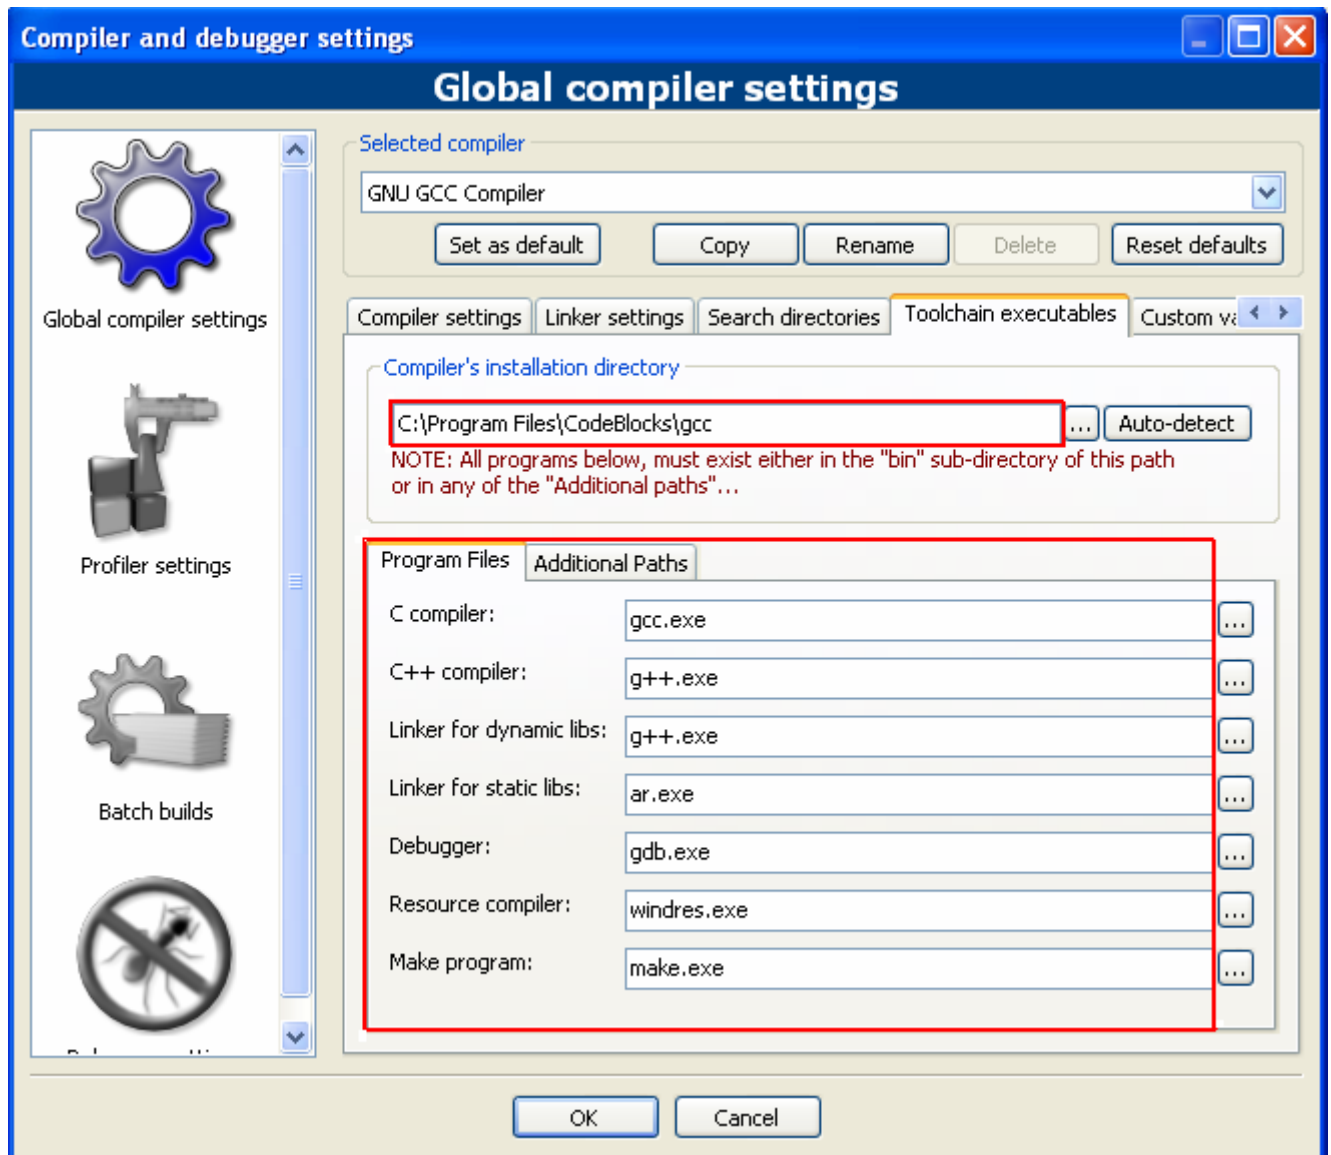 Compiler and debugger settings
Global compiler settings
Global compiler settings
Profiler settings
Batch builds
Selected compiler
GNU GCC Compiler
Set as default
Copy
Rename
Delete
Reset defaults
Compiler settings
Linker settings
Search directories
Toolchain executables
Custom
Compiler's installation directory
C:\Program Files\CodeBlocks\gcc
...
Auto-detect
NOTE: All programs below, must exist either in the "bin" sub-directory of this path
or in any of the "Additional paths"...
Program Files
Additional Paths
C compiler:
gcc.exe
...
C++ compiler:
g++.exe
...
Linker for dynamic libs:
g++.exe
...
Linker for static libs:
ar.exe
...
Debugger:
gdb.exe
...
Resource compiler:
windres.exe
...
Make program:
make.exe
...
OK
Cancel